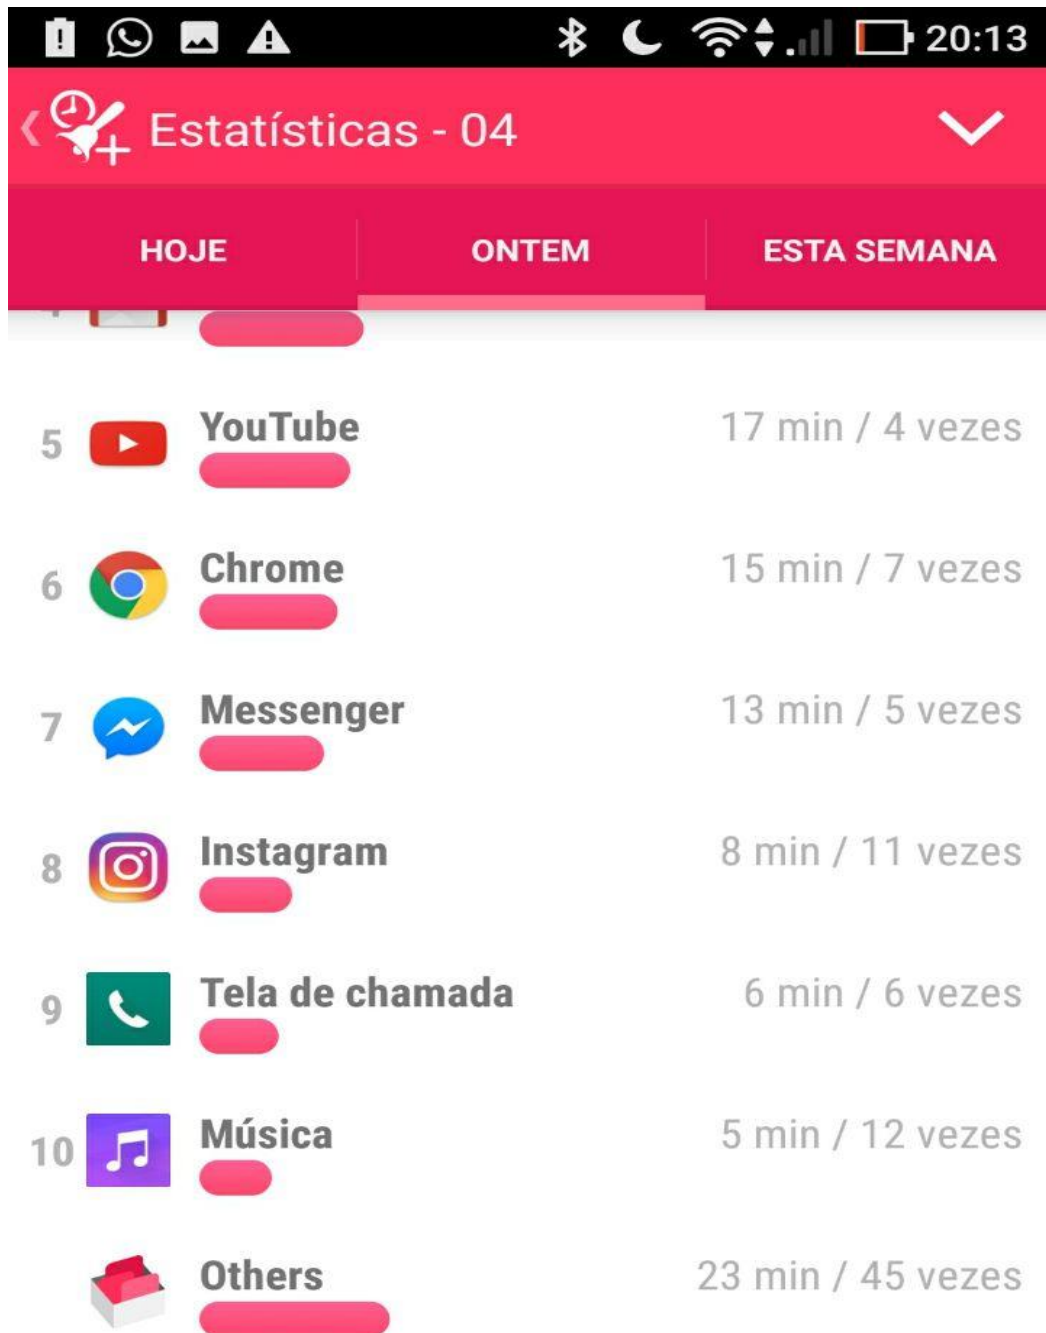 20:13
Estatísticas - 04
HOJE ONTEM ESTA SEMANA
5 YouTube 17 min / 4 vezes
6 Chrome 15 min / 7 vezes
7 Messenger 13 min / 5 vezes
8 Instagram 8 min / 11 vezes
9 Tela de chamada 6 min / 6 vezes
10 Música 5 min / 12 vezes
Others 23 min / 45 vezes